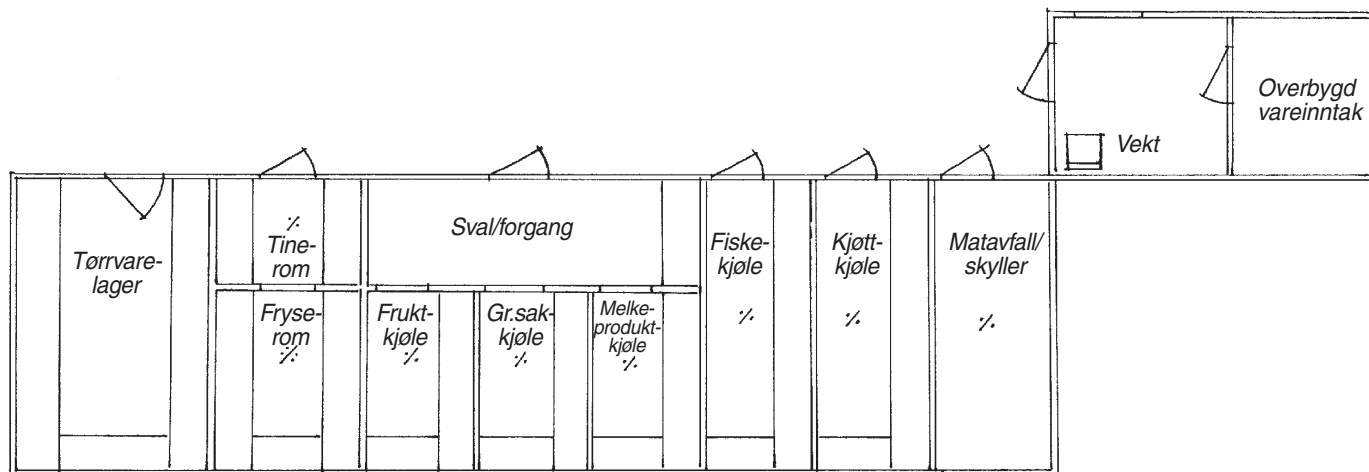 Overbygd
vareinntak
Vekt
Tørrvare-
lager
Tine-
rom
Fryse-
rom
Sval/forgang
Frukt-
kjøle
Gr.sak-
kjøle
Melke-
produkt-
kjøle
Fiske-
kjøle
Kjøtt-
kjøle
Matavfall/
skyller